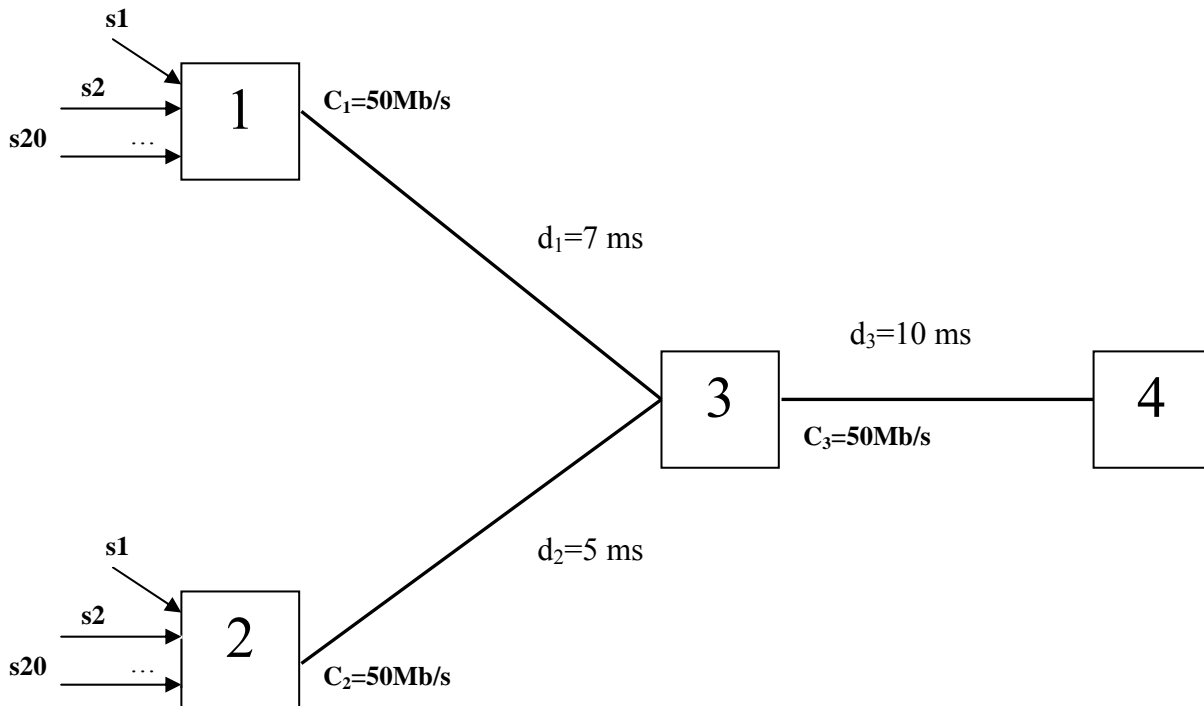 s1
s2
s20 ...
1
C₁=50Mb/s
d₁=7 ms
3
d₃=10 ms
C₃=50Mb/s
4
d₂=5 ms
s1
s2
s20 ...
2
C₂=50Mb/s